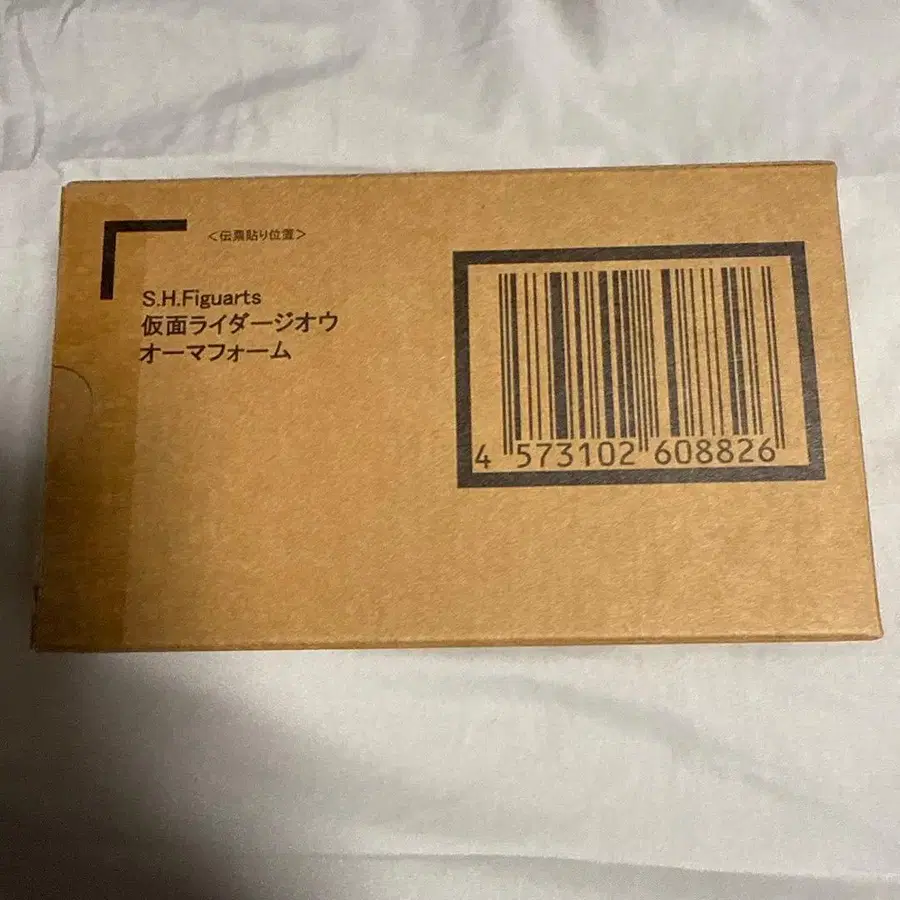 <伝票貼り位置>
S.H.Figuarts
仮面ライダージオウ
オーマフォーム
4 573102 608826